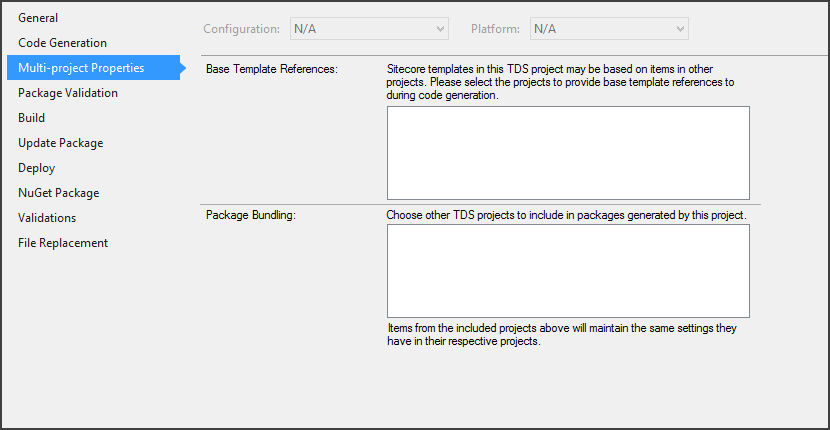 General
Code Generation
Multi-project Properties
Package Validation
Build
Update Package
Deploy
NuGet Package
Validations
File Replacement
Configuration: N/A Platform: N/A
Base Template References:
Sitecore templates in this TDS project may be based on items in other
projects. Please select the projects to provide base template references to
during code generation.
Package Bundling:
Choose other TDS projects to include in packages generated by this project.
Items from the included projects above will maintain the same settings they
have in their respective projects.